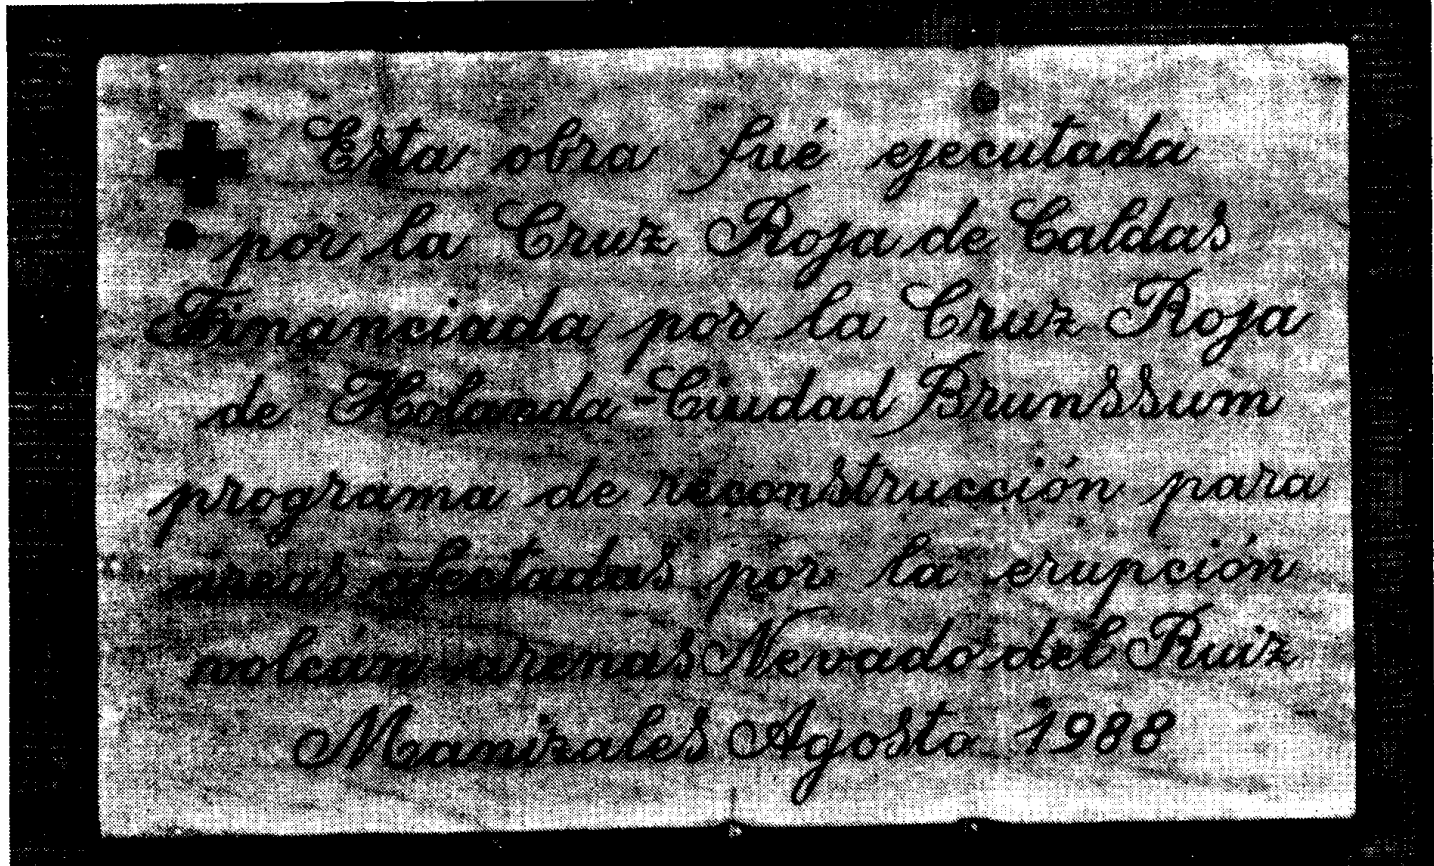 Esta obra fué ejecutada
por la Cruz Roja de Caldas
Financiada por la Cruz Roja
de Holanda-Ciudad Brunssum
programa de reconstrucción para
areas afectadas por la erupción
volcán arenas Nevado del Ruiz
Manizales Agosto 1988